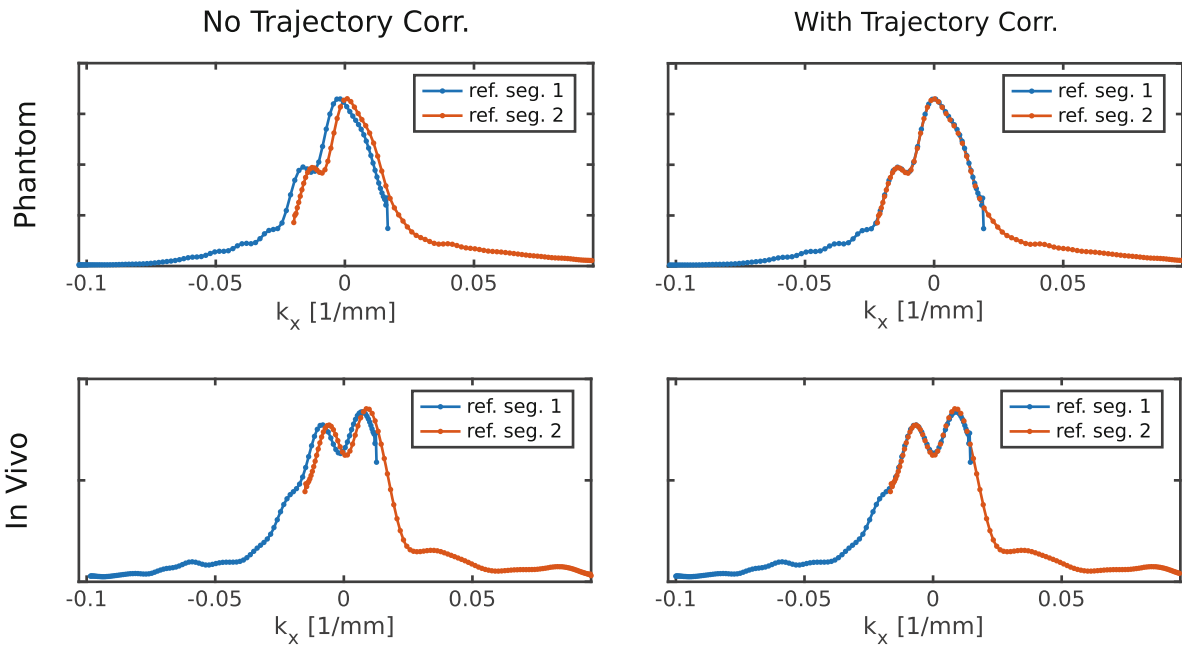 No Trajectory Corr.
With Trajectory Corr.
Phantom
ref. seg. 1
ref. seg. 2
-0.1 -0.05 0 0.05
kx [1/mm]
ref. seg. 1
ref. seg. 2
-0.1 -0.05 0 0.05
kx [1/mm]
In Vivo
ref. seg. 1
ref. seg. 2
-0.1 -0.05 0 0.05
kx [1/mm]
ref. seg. 1
ref. seg. 2
-0.1 -0.05 0 0.05
kx [1/mm]